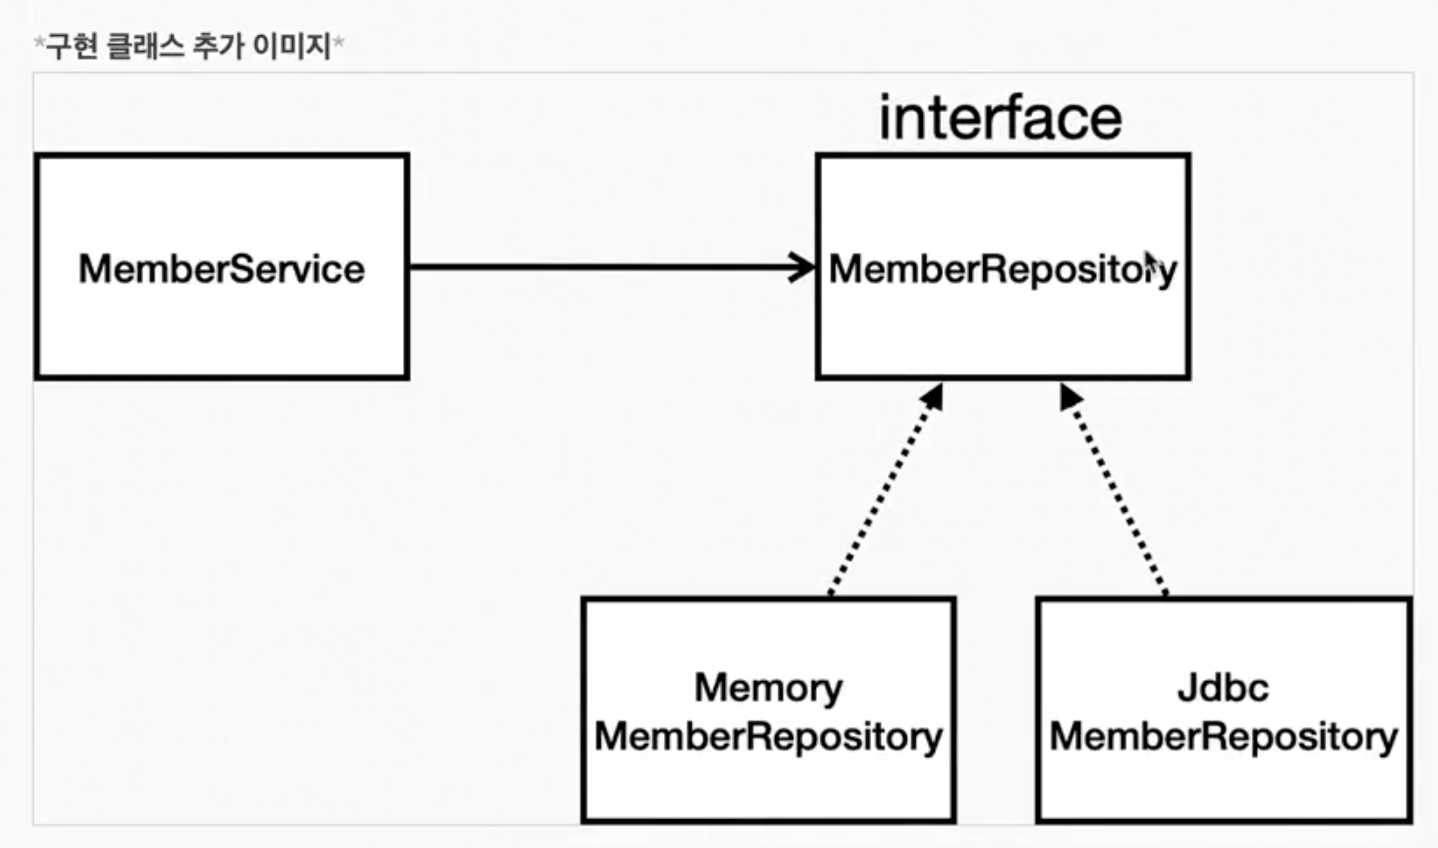 *구현 클래스 추가 이미지*
interface
MemberService
MemberRepository
Memory
MemberRepository
Jdbc
MemberRepository